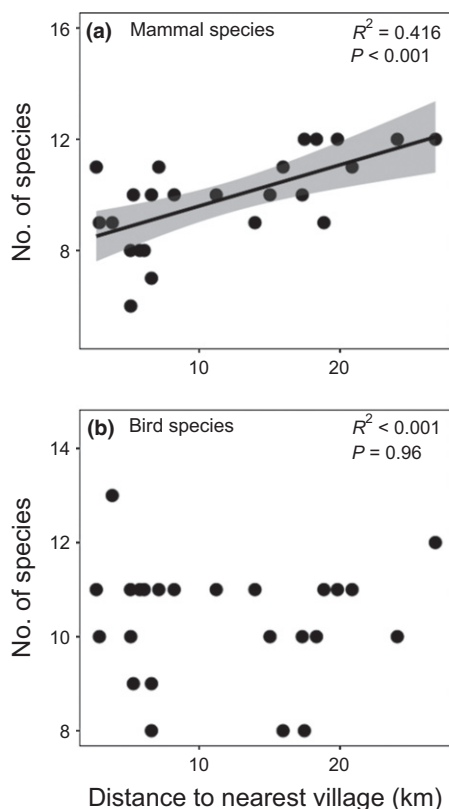 16
(a) Mammal species
R² = 0.416
P < 0.001
12
8
No. of species
10 20
(b) Bird species
R² < 0.001
P = 0.96
14
12
10
8
No. of species
10 20
Distance to nearest village (km)